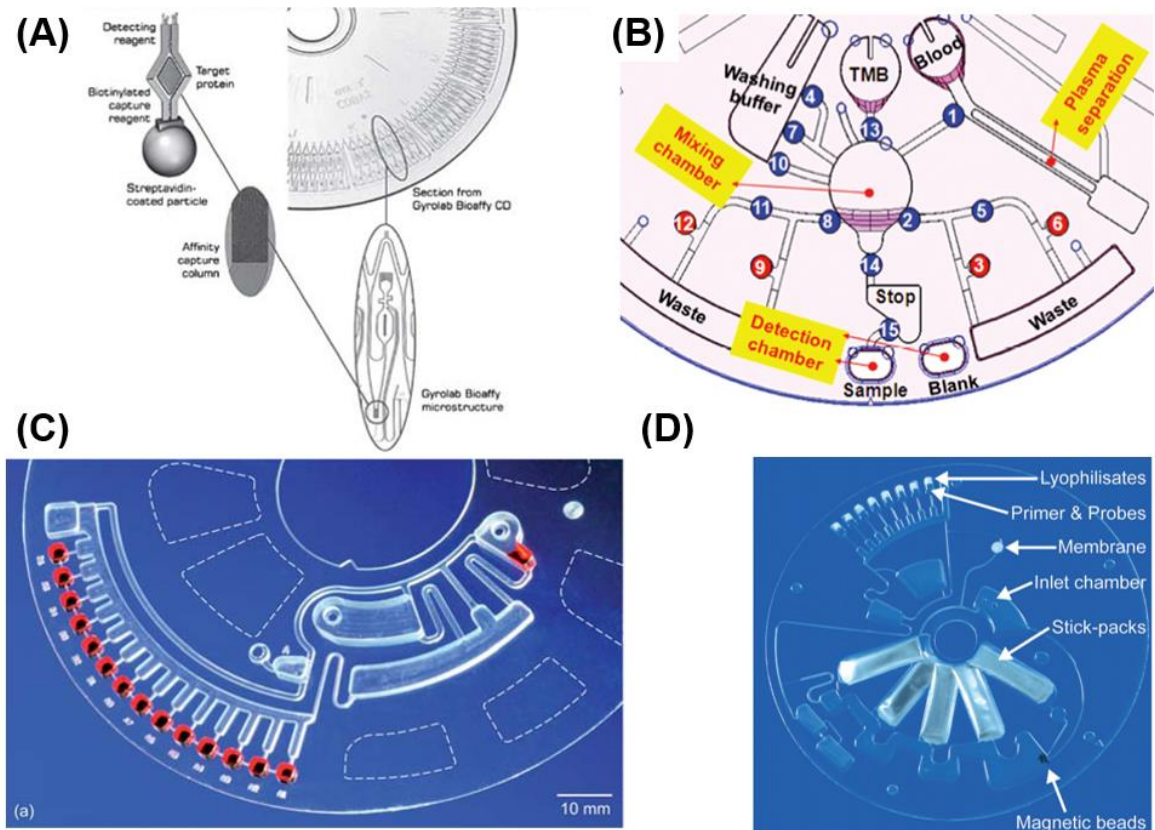 (A)
Detecting
reagent
Target
protein
Biotinylated
capture
reagent
Streptavidin-
coated particle
Affinity
capture
column
Section from
Gyrolab Bioaffy CD
Gyrolab Bioaffy
microstructure
(B)
Washing
buffer
TMB
Blood
Plasma
separation
Mixing
chamber
4
7
10
13
1
12
11
8
2
5
6
9
14
3
Stop
15
Waste
Waste
Detection
chamber
Sample
Blank
(C)
A
(a)
10 mm
(D)
Lyophilisates
Primer & Probes
Membrane
Inlet chamber
Stick-packs
Magnetic beads